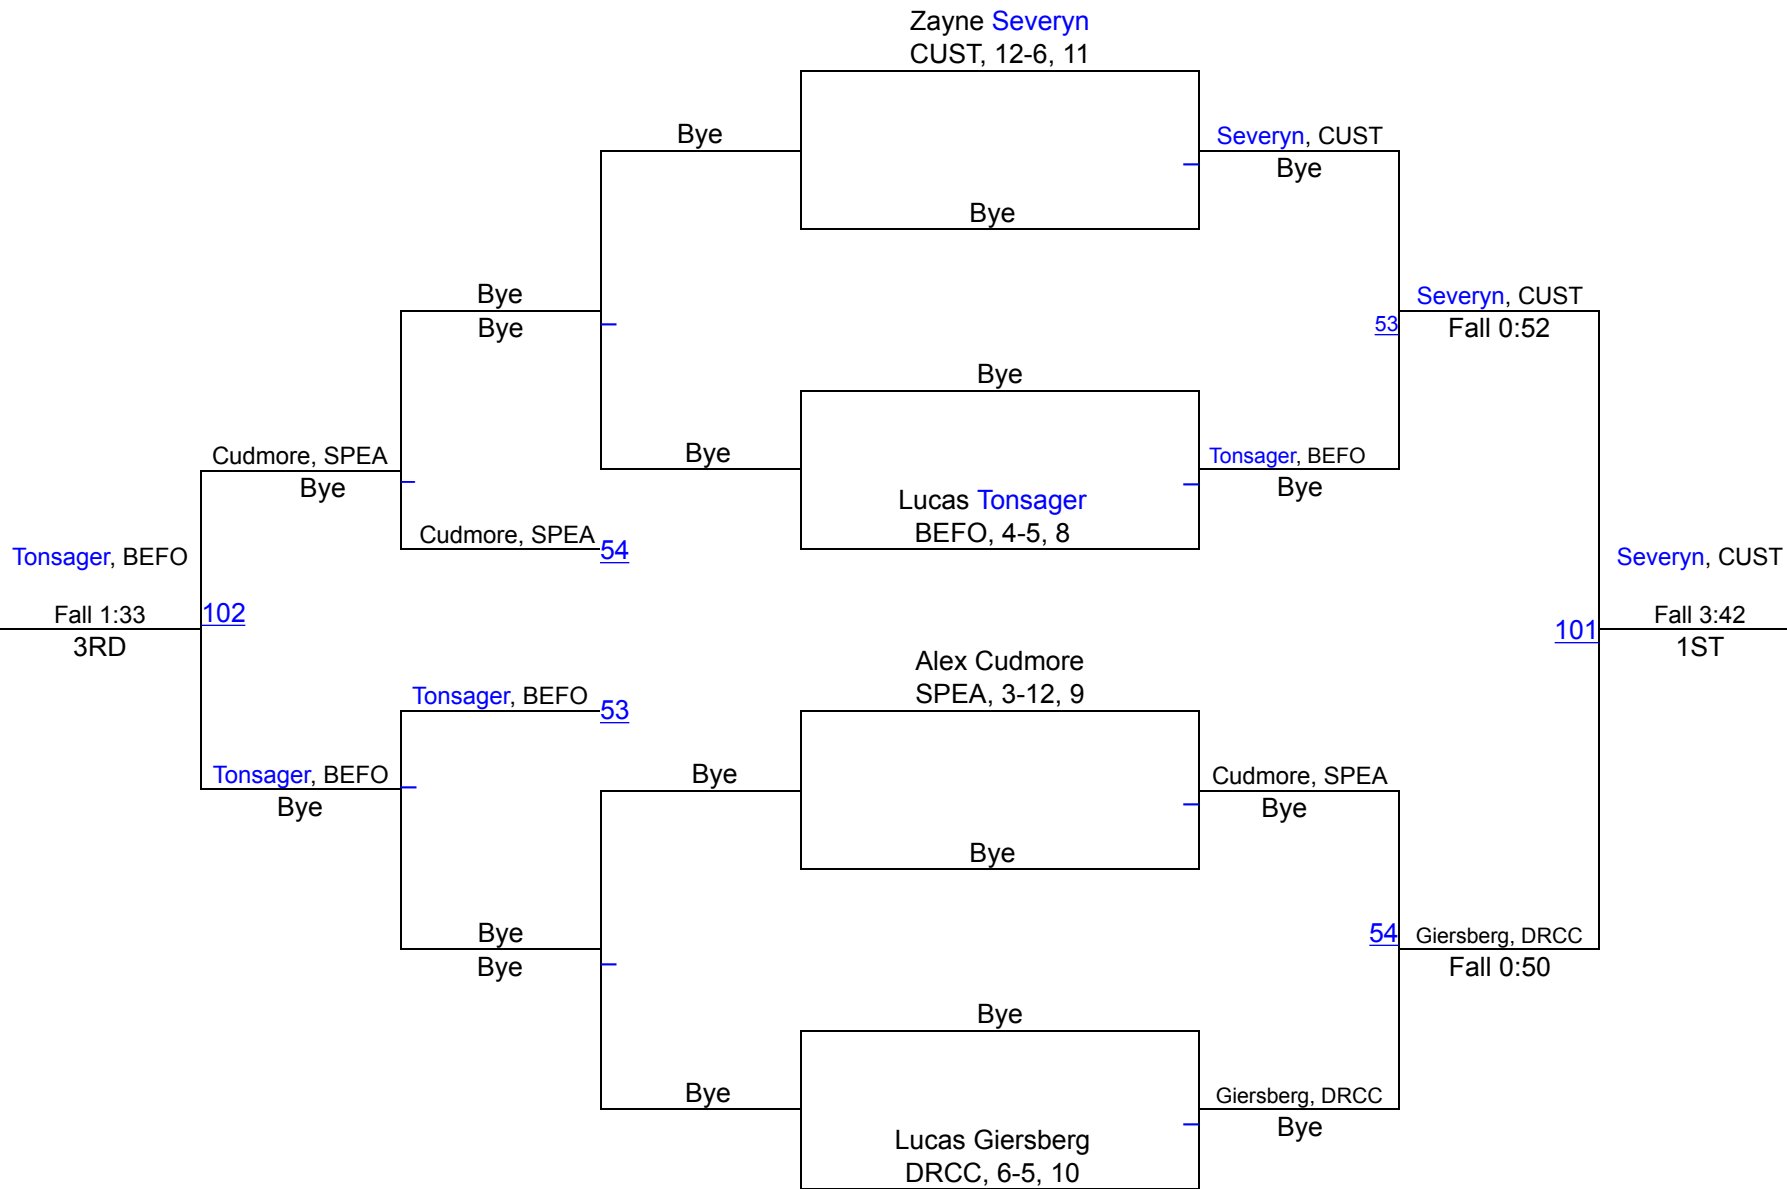 Zayne Severyn
CUST, 12-6, 11
Bye
Severyn, CUST
Bye
Bye
Bye
Bye
Severyn, CUST
53
Fall 0:52
Bye
Cudmore, SPEA
Bye
Bye
Tonsager, BEFO
Bye
Lucas Tonsager
BEFO, 4-5, 8
Cudmore, SPEA
54
Tonsager, BEFO
Severyn, CUST
Fall 1:33
102
3RD
Fall 3:42
101
1ST
Alex Cudmore
SPEA, 3-12, 9
Tonsager, BEFO
53
Tonsager, BEFO
Bye
Bye
Cudmore, SPEA
Bye
Bye
Bye
Bye
54
Giersberg, DRCC
Fall 0:50
Bye
Bye
Giersberg, DRCC
Bye
Lucas Giersberg
DRCC, 6-5, 10